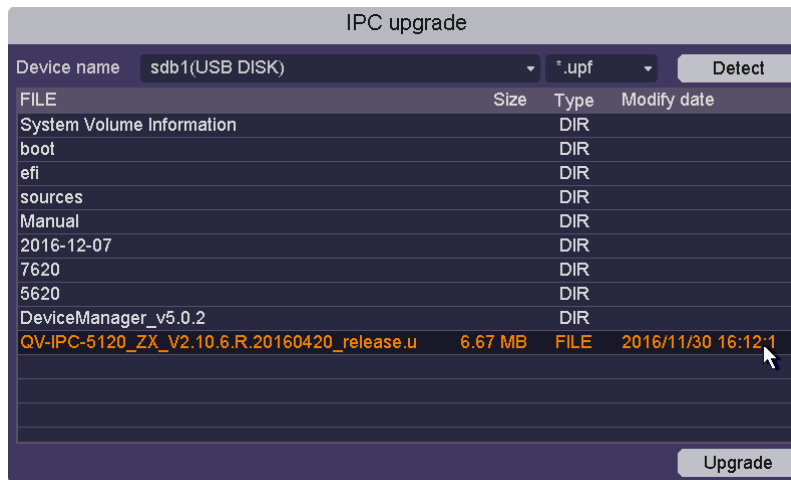 IPC upgrade
Device name sdb1(USB DISK) *.upf Detect
FILE Size Type Modify date
System Volume Information DIR
boot DIR
efi DIR
sources DIR
Manual DIR
2016-12-07 DIR
7620 DIR
5620 DIR
DeviceManager_v5.0.2 DIR
QV-IPC-5120_ZX_V2.10.6.R.20160420_release.u 6.67 MB FILE 2016/11/30 16:12:1
Upgrade